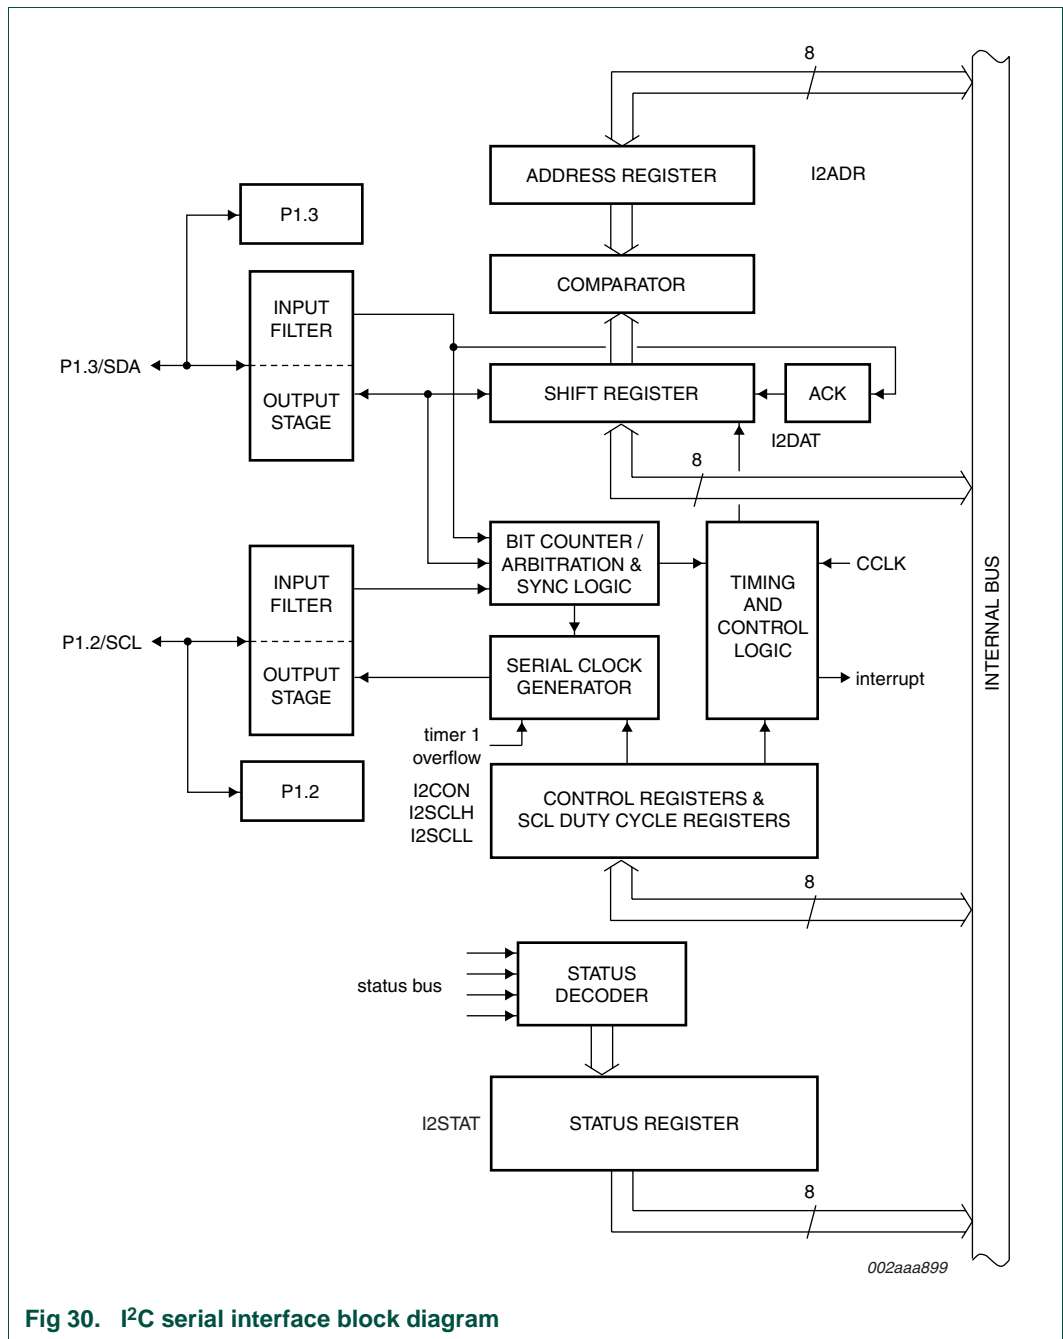 8
ADDRESS REGISTER
I2ADR
P1.3
COMPARATOR
INPUT
FILTER
P1.3/SDA
OUTPUT
STAGE
SHIFT REGISTER
ACK
I2DAT
8
BIT COUNTER /
ARBITRATION &
SYNC LOGIC
INPUT
FILTER
TIMING
AND
CONTROL
LOGIC
CCLK
INTERNAL BUS
P1.2/SCL
OUTPUT
STAGE
SERIAL CLOCK
GENERATOR
interrupt
timer 1
overflow
P1.2
I2CON
I2SCLH
I2SCLL
CONTROL REGISTERS &
SCL DUTY CYCLE REGISTERS
8
status bus
STATUS
DECODER
I2STAT
STATUS REGISTER
8
002aaa899
Fig 30. I²C serial interface block diagram